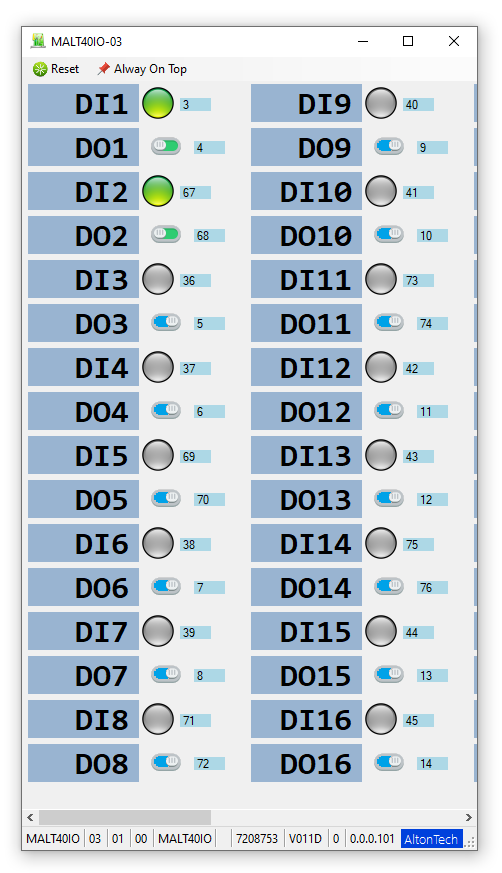 MALT40IO-03
Reset Alway On Top
DI1 3 DI9 40
DO1 4 DO9 9
DI2 67 DI10 41
DO2 68 DO10 10
DI3 36 DI11 73
DO3 5 DO11 74
DI4 37 DI12 42
DO4 6 DO12 11
DI5 69 DI13 43
DO5 70 DO13 12
DI6 38 DI14 75
DO6 7 DO14 76
DI7 39 DI15 44
DO7 8 DO15 13
DI8 71 DI16 45
DO8 72 DO16 14
MALT40IO 03 01 00 MALT40IO 7208753 V011D 0 0.0.0.101 AltonTech